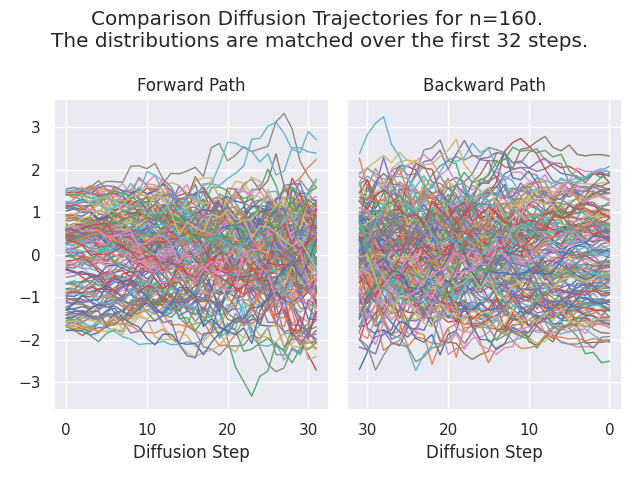 Comparison Diffusion Trajectories for n=160.
The distributions are matched over the first 32 steps.
Forward Path
Backward Path
3
2
1
0
−1
−2
−3
0 10 20 30
30 20 10 0
Diffusion Step
Diffusion Step